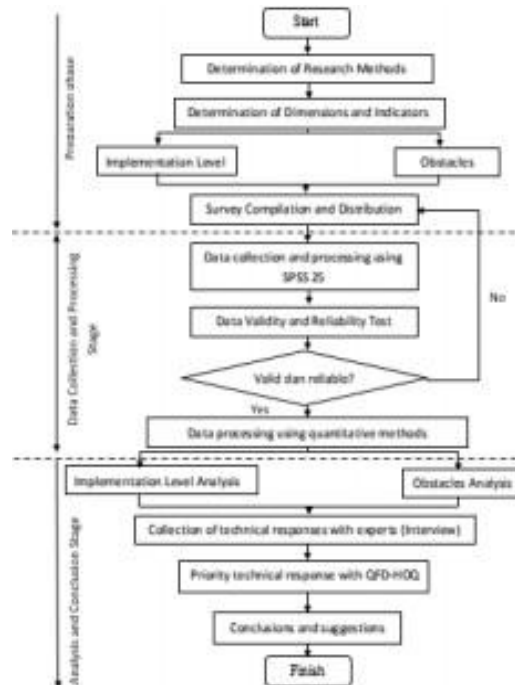 Start
Preparation phase
Determination of Research Methods
Determination of Dimensions and Indicators
Implementation Level
Obstacles
Survey Compilation and Distribution
Data Collection and Processing
Stage
Data collection and processing using
SPSS 25
No
Data Validity and Reliability Test
Valid dan reliable?
Yes
Data processing using quantitative methods
Analysis and Conclusion Stage
Implementation Level Analysis
Obstacles Analysis
Collection of technical responses with experts (Interview)
Priority technical response with QFD-HOQ
Conclusions and suggestions
Finish